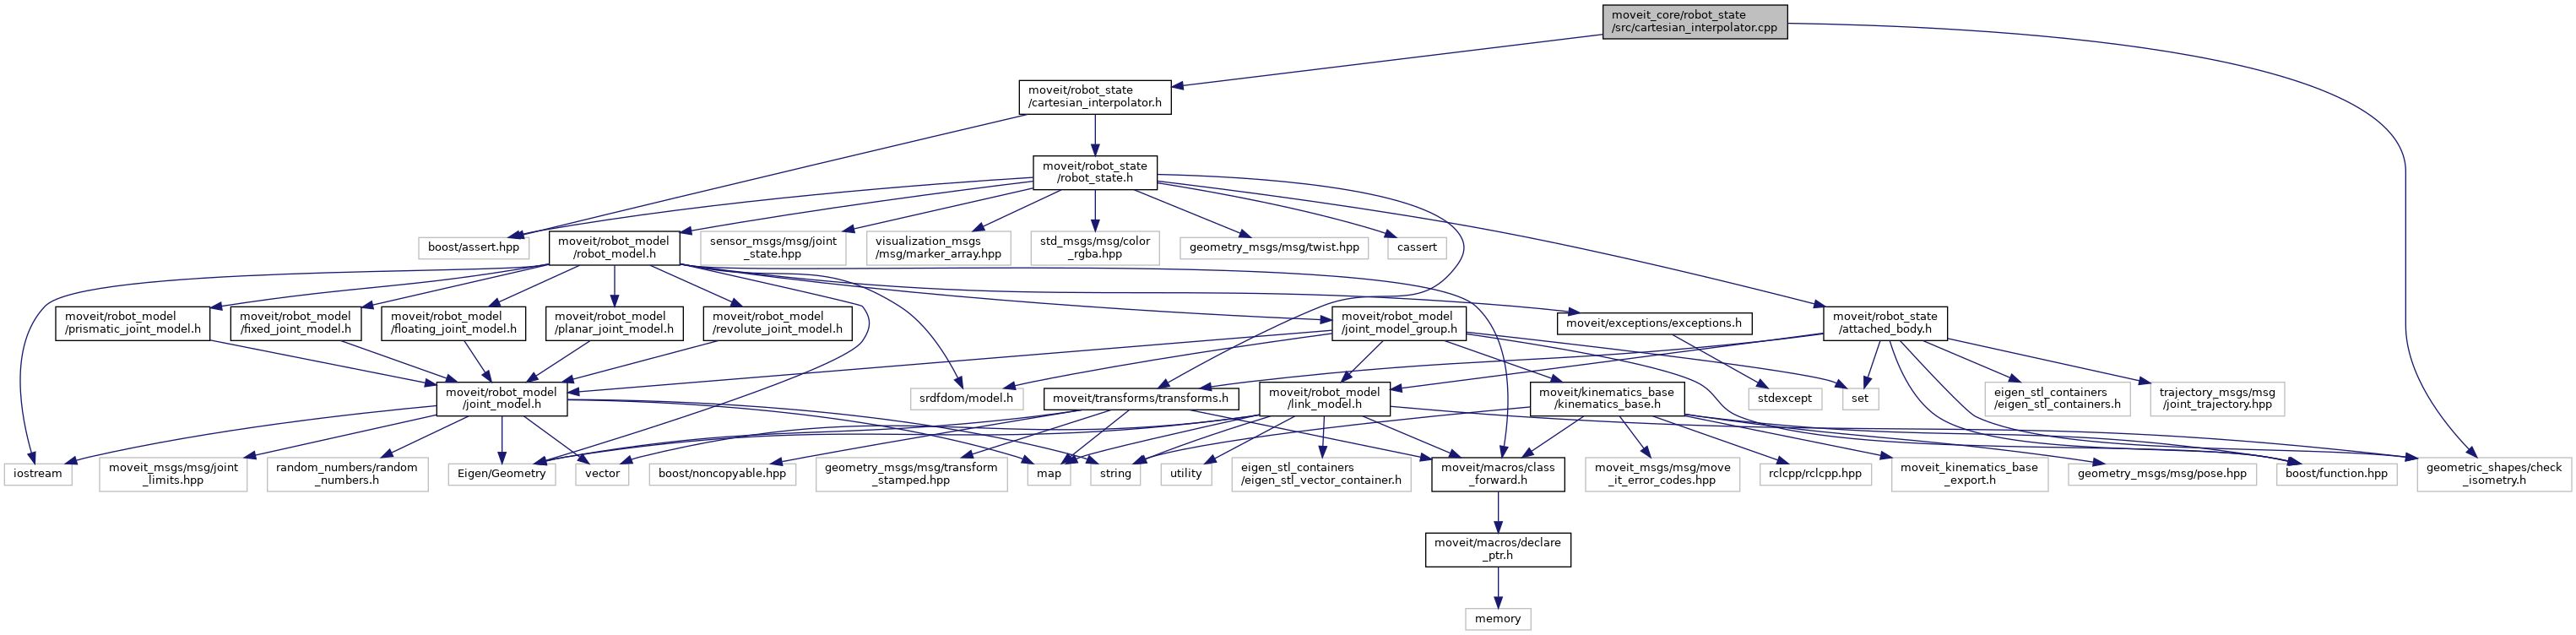 moveit_core/robot_state
/src/cartesian_interpolator.cpp
moveit/robot_state
/cartesian_interpolator.h
moveit/robot_state
/robot_state.h
boost/assert.hpp
moveit/robot_model
/robot_model.h
sensor_msgs/msg/joint
_state.hpp
visualization_msgs
/msg/marker_array.hpp
std_msgs/msg/color
_rgba.hpp
geometry_msgs/msg/twist.hpp
cassert
moveit/robot_model
/prismatic_joint_model.h
moveit/robot_model
/fixed_joint_model.h
moveit/robot_model
/floating_joint_model.h
moveit/robot_model
/planar_joint_model.h
moveit/robot_model
/revolute_joint_model.h
moveit/robot_model
/joint_model_group.h
moveit/exceptions/exceptions.h
moveit/robot_state
/attached_body.h
moveit/robot_model
/joint_model.h
srdfdom/model.h
moveit/transforms/transforms.h
moveit/robot_model
/link_model.h
moveit/kinematics_base
/kinematics_base.h
stdexcept
set
eigen_stl_containers
/eigen_stl_containers.h
trajectory_msgs/msg
/joint_trajectory.hpp
iostream
moveit_msgs/msg/joint
_limits.hpp
random_numbers/random
_numbers.h
Eigen/Geometry
vector
boost/noncopyable.hpp
geometry_msgs/msg/transform
_stamped.hpp
map
string
utility
eigen_stl_containers
/eigen_stl_vector_container.h
moveit/macros/class
_forward.h
moveit_msgs/msg/move
_it_error_codes.hpp
rclcpp/rclcpp.hpp
moveit_kinematics_base
_export.h
geometry_msgs/msg/pose.hpp
boost/function.hpp
geometric_shapes/check
_isometry.h
moveit/macros/declare
_ptr.h
memory